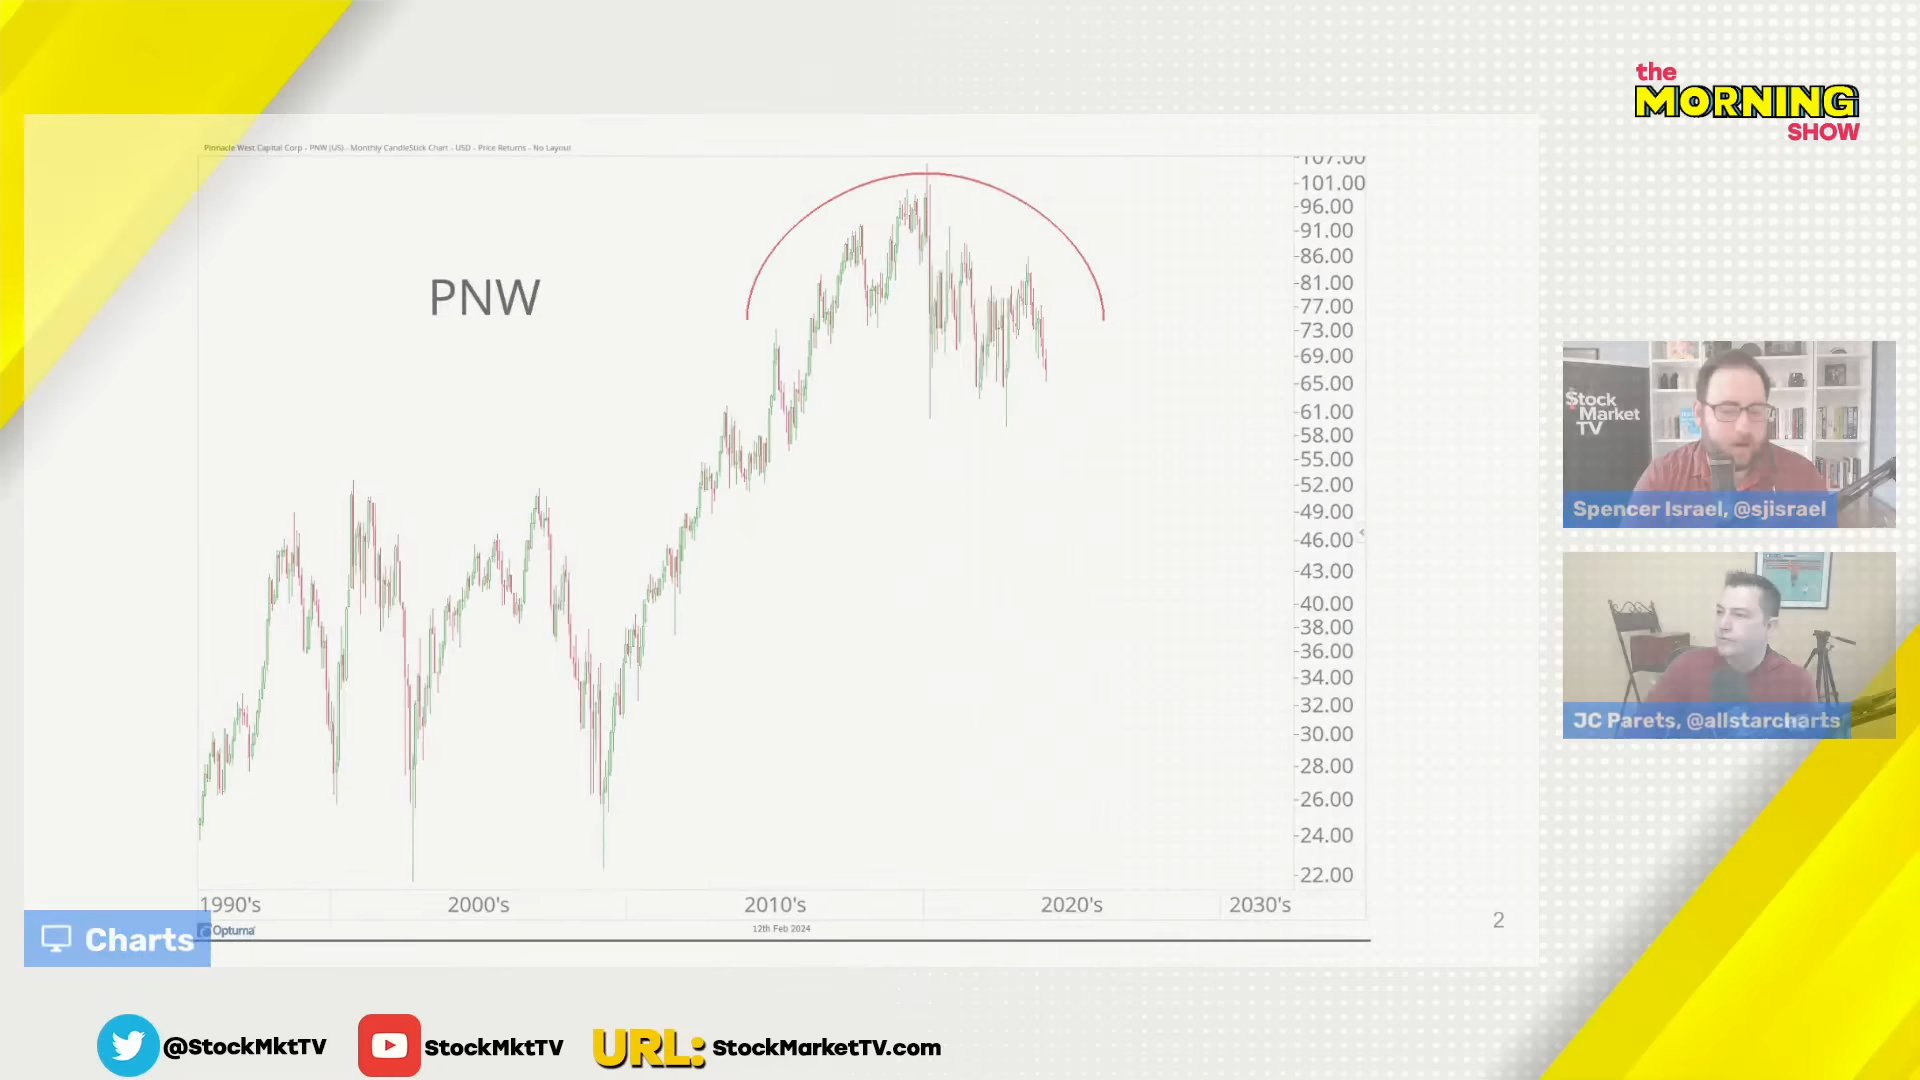 the
MORNING
SHOW
Pinnacle West Capital Corp - PNW (US) - Monthly CandleStick Chart - USD - Price Returns - No Layout
PNW
107.00
101.00
96.00
91.00
86.00
81.00
77.00
73.00
69.00
65.00
61.00
58.00
55.00
52.00
49.00
46.00
43.00
40.00
38.00
36.00
34.00
32.00
30.00
28.00
26.00
24.00
22.00
1990's 2000's 2010's 2020's 2030's
Optuma
12th Feb 2024
2
Charts
Stock
Market
TV
Spencer Israel, @sjisrael
JC Parets, @allstarcharts
@StockMktTV StockMktTV URL: StockMarketTV.com